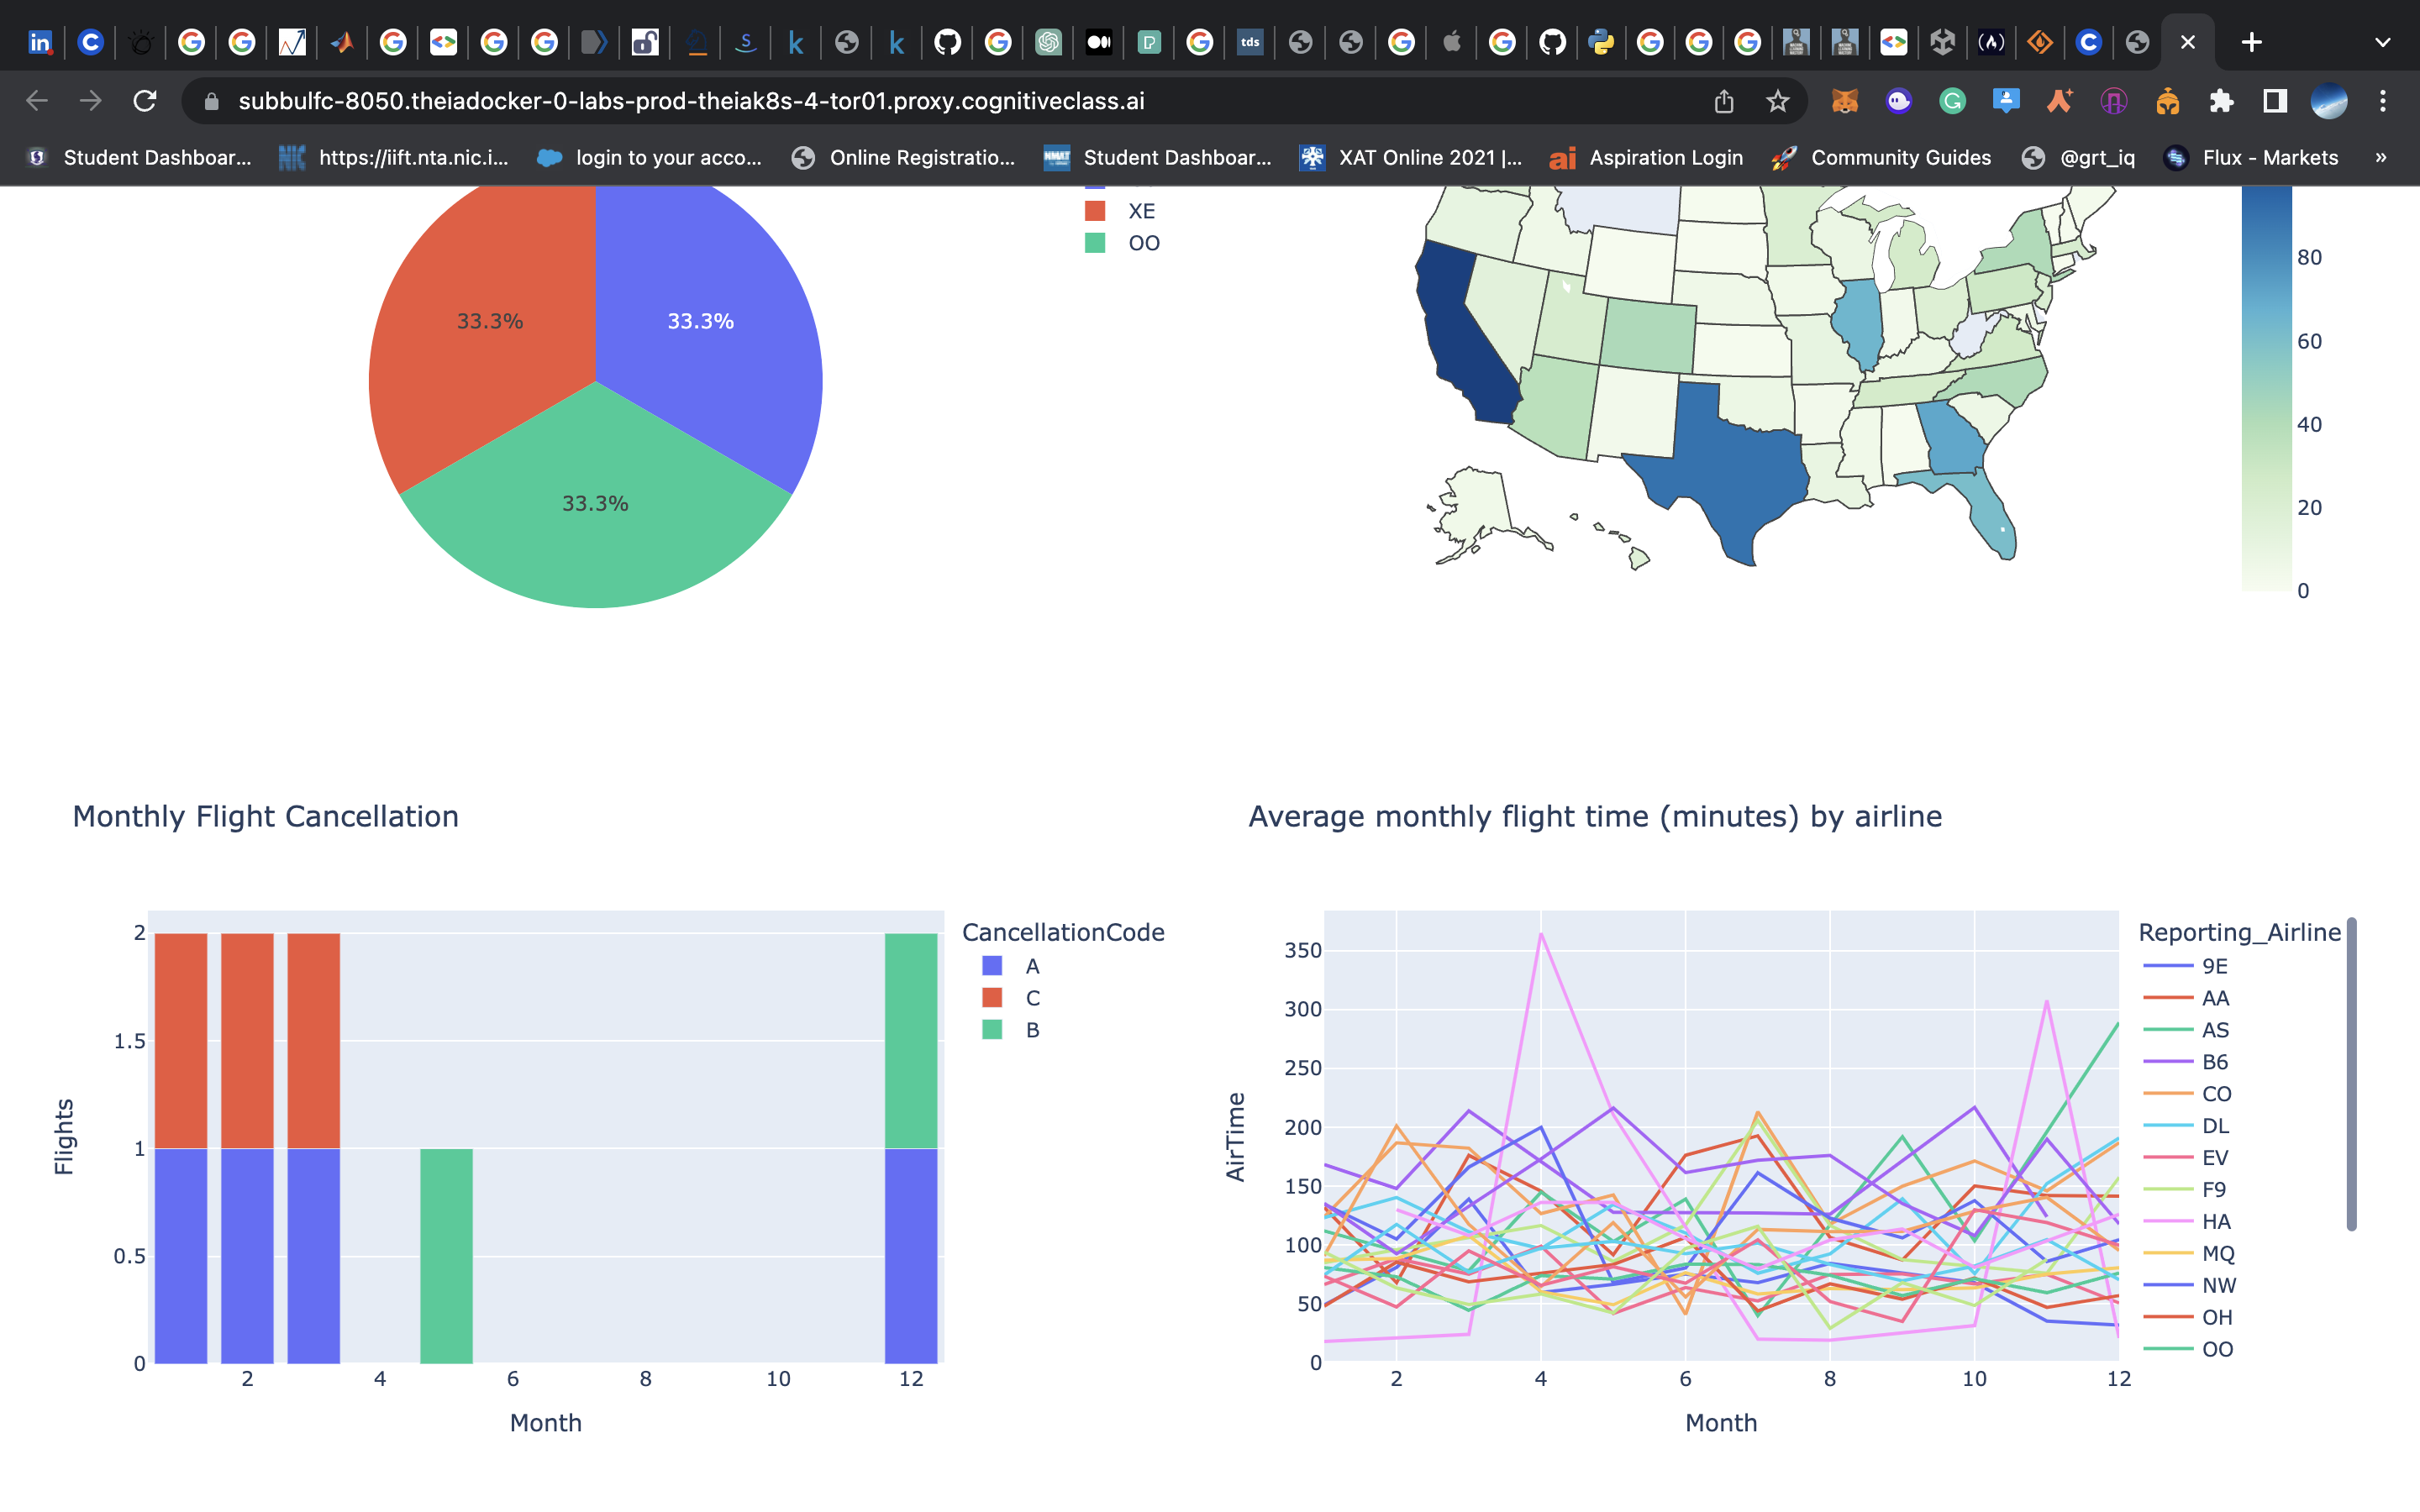 subbulfc-8050.theiadocker-0-labs-prod-theiak8s-4-tor01.proxy.cognitiveclass.ai
Student Dashboar...
https://iift.nta.nic.i...
login to your acco...
Online Registratio...
NMAT
Student Dashboar...
XAT Online 2021 |...
ai
Aspiration Login
Community Guides
@grt_iq
Flux - Markets
»
XE
OO
33.3%
33.3%
33.3%
80
60
40
20
0
Monthly Flight Cancellation
2
1.5
1
0.5
0
Flights
2
4
6
8
10
12
Month
CancellationCode
A
C
B
Average monthly flight time (minutes) by airline
350
300
250
200
150
100
50
0
AirTime
2
4
6
8
10
12
Month
Reporting_Airline
9E
AA
AS
B6
CO
DL
EV
F9
HA
MQ
NW
OH
OO